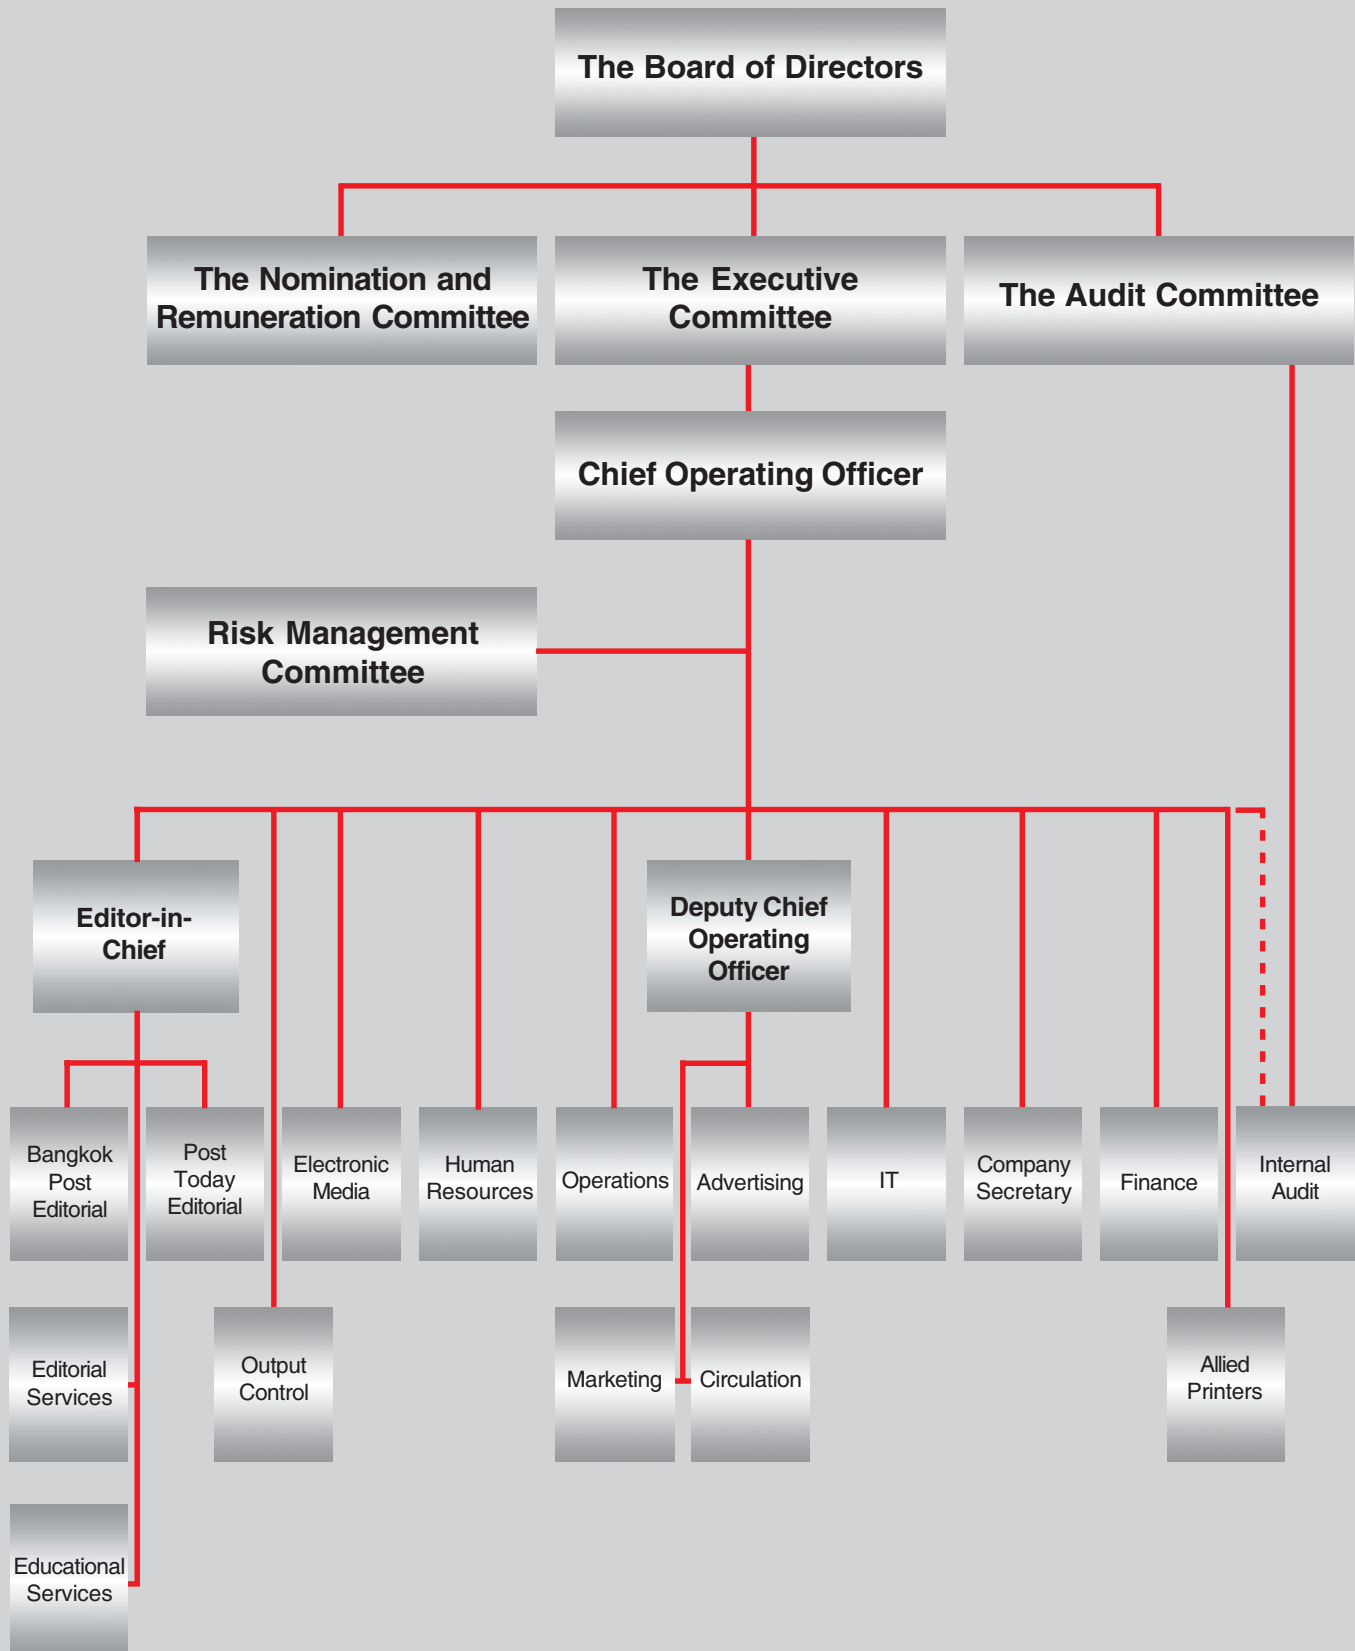 The Board of Directors
The Nomination and
Remuneration Committee
The Executive
Committee
The Audit Committee
Chief Operating Officer
Risk Management
Committee
Editor-in-
Chief
Deputy Chief
Operating
Officer
Bangkok
Post
Editorial
Post
Today
Editorial
Electronic
Media
Human
Resources
Operations
Advertising
IT
Company
Secretary
Finance
Internal
Audit
Editorial
Services
Output
Control
Marketing
Circulation
Allied
Printers
Educational
Services